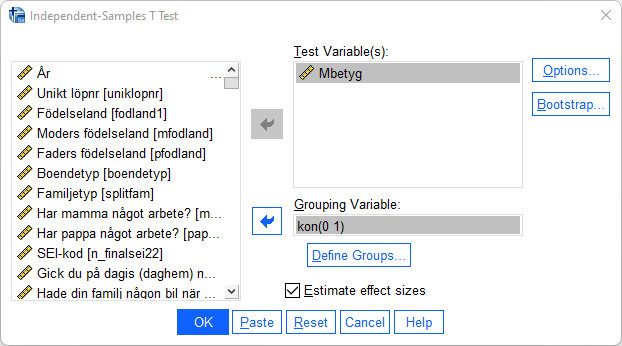 Independent-Samples T Test
År ...
Unikt löpnr [uniklopnr]
Födelseland [fodland1]
Moders födelseland [mfodland]
Faders födelseland [pfodland]
Boendetyp [boendetyp]
Familjetyp [splitfam]
Har mamma något arbete? [m...
Har pappa något arbete? [pap...
SEI-kod [n_finalsei22]
Gick du på dagis (daghem) n...
Hade din familj någon bil när ...
Test Variable(s):
Mbetyg
Grouping Variable:
kon(0 1)
Define Groups...
Estimate effect sizes
Options...
Bootstrap...
OK Paste Reset Cancel Help